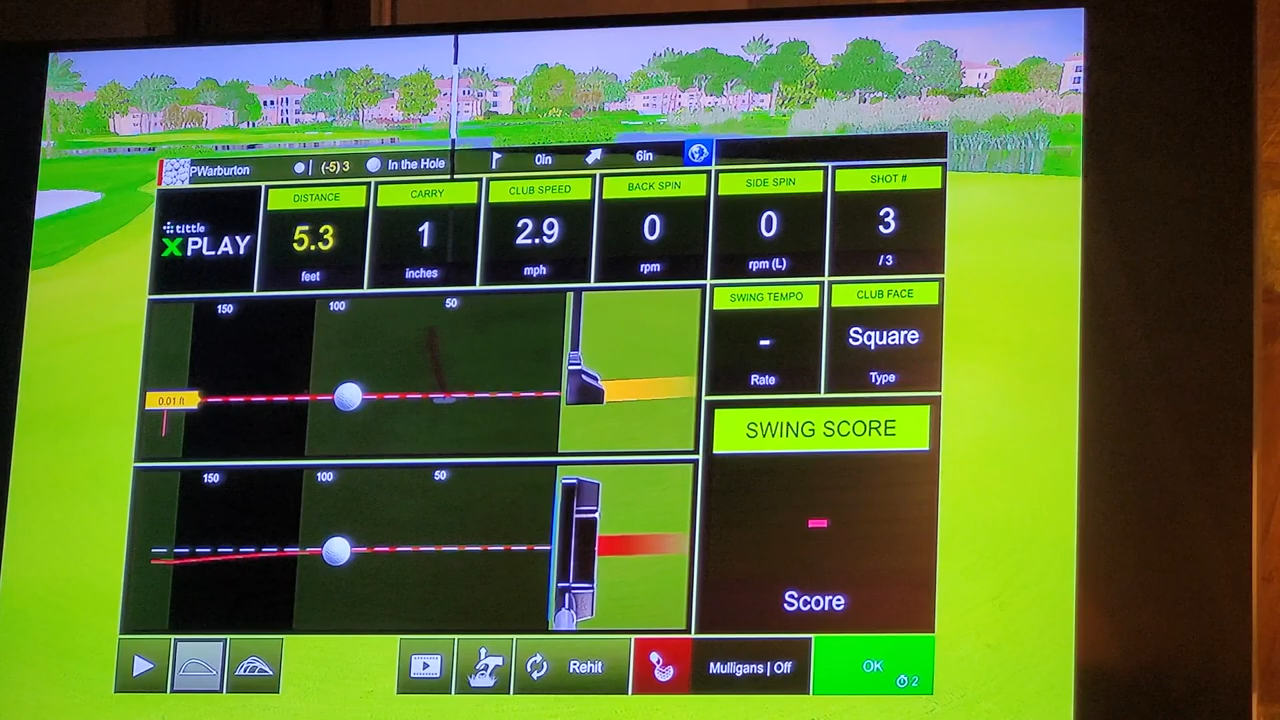 PWarburton (-5) 3 In the Hole 0in 6in
tittle
X PLAY
DISTANCE
5.3
feet
CARRY
1
inches
CLUB SPEED
2.9
mph
BACK SPIN
0
rpm
SIDE SPIN
0
rpm (L)
SHOT #
3
/ 3
150 100 50
0.01 ft
SWING TEMPO
-
Rate
CLUB FACE
Square
Type
150 100 50
SWING SCORE
-
Score
Rehit
Mulligans | Off
OK
2